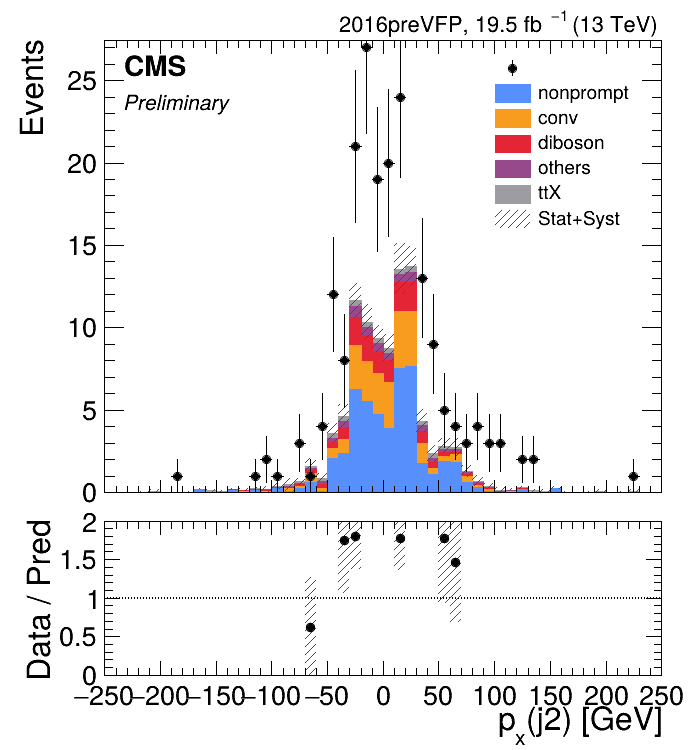 2016preVFP, 19.5 fb⁻¹ (13 TeV)
CMS
Preliminary
nonprompt
conv
diboson
others
ttX
Stat+Syst
Events
25
20
15
10
5
0
Data / Pred
2
1.5
1
0.5
0
−250 −200 −150 −100 −50 0 50 100 150 200 250
pₓ(j2) [GeV]